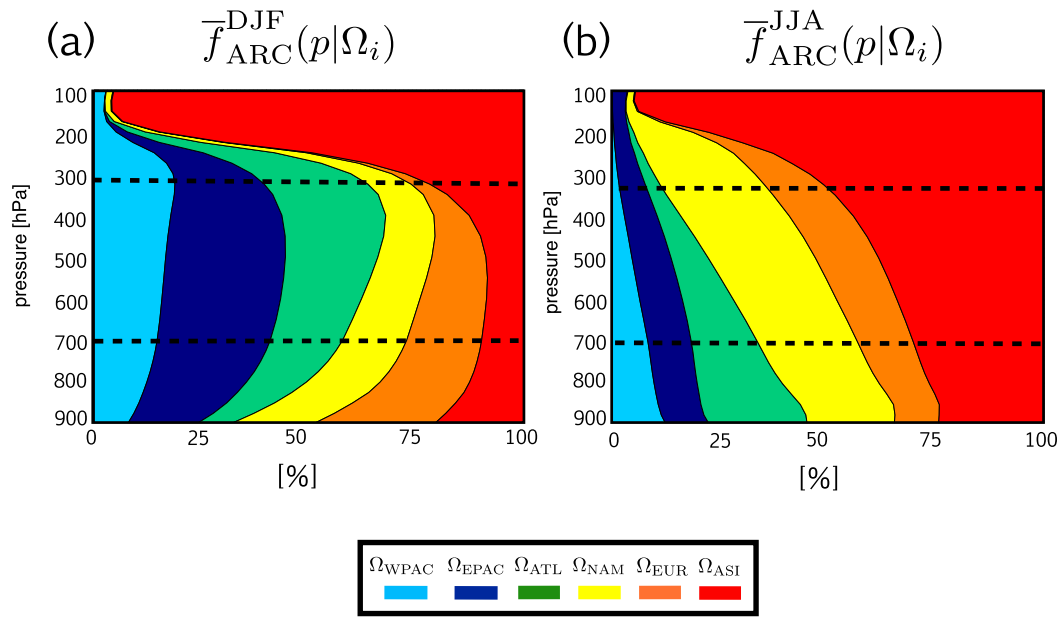 (a) f̅ᴰᴶᶠ_ARC(p|Ω_i)
(b) f̅ᴶᴶᴬ_ARC(p|Ω_i)
pressure [hPa]
100
200
300
400
500
600
700
800
900
0 25 50 75 100
[%]
pressure [hPa]
100
200
300
400
500
600
700
800
900
0 25 50 75 100
[%]
Ω_WPAC Ω_EPAC Ω_ATL Ω_NAM Ω_EUR Ω_ASI